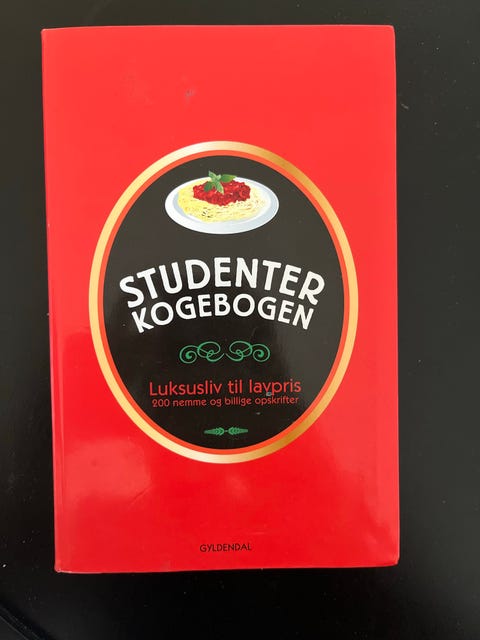 STUDENTER
KOGEBOGEN
Luksusliv til lavpris
200 nemme og billige opskrifter
GYLDENDAL